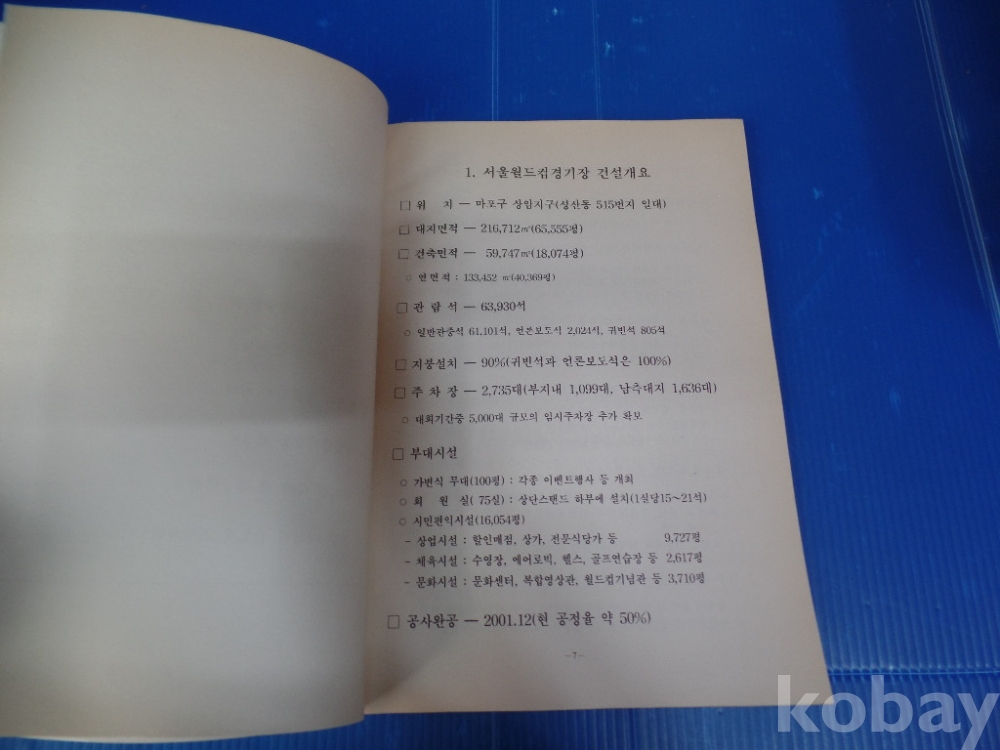 1. 서울월드컵경기장 건설개요
□ 위 치 ― 마포구 상암지구(성산동 515번지 일대)
□ 대지면적 ― 216,712㎡(65,555평)
□ 건축면적 ― 59,747㎡(18,074평)
○ 연면적 : 133,452 ㎡(40,369평)
□ 관 람 석 ― 63,930석
○ 일반관중석 61,101석, 언론보도석 2,024석, 귀빈석 805석
□ 지붕설치 ― 90%(귀빈석과 언론보도석은 100%)
□ 주 차 장 ― 2,735대(부지내 1,099대, 남측대지 1,636대)
○ 대회기간중 5,000대 규모의 임시주차장 추가 확보
□ 부대시설
○ 가변식 무대(100평) : 각종 이벤트행사 등 개최
○ 회 원 실( 75실) : 상단스탠드 하부에 설치(1실당15~21석)
○ 시민편익시설(16,054평)
- 상업시설 : 할인매점, 상가, 전문식당가 등 9,727평
- 체육시설 : 수영장, 에어로빅, 헬스, 골프연습장 등 2,617평
- 문화시설 : 문화센터, 복합영상관, 월드컵기념관 등 3,710평
□ 공사완공 ― 2001.12(현 공정율 약 50%)
―7―
kobay